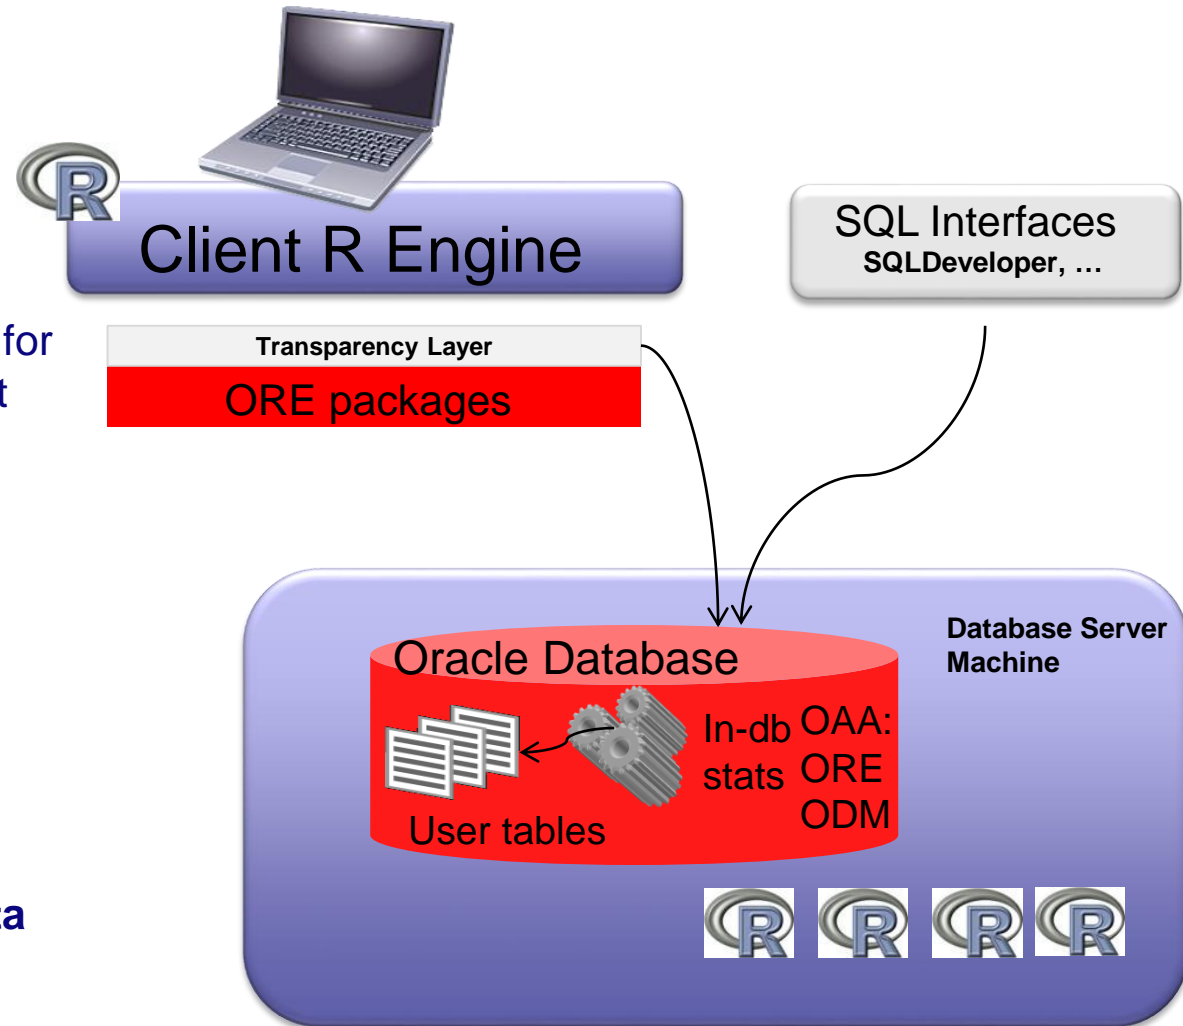 R
Client R Engine
SQL Interfaces
SQLDeveloper, …
for
t
Transparency Layer
ORE packages
Database Server
Machine
Oracle Database
In-db
stats
OAA:
ORE
ODM
User tables
ta
R R R R